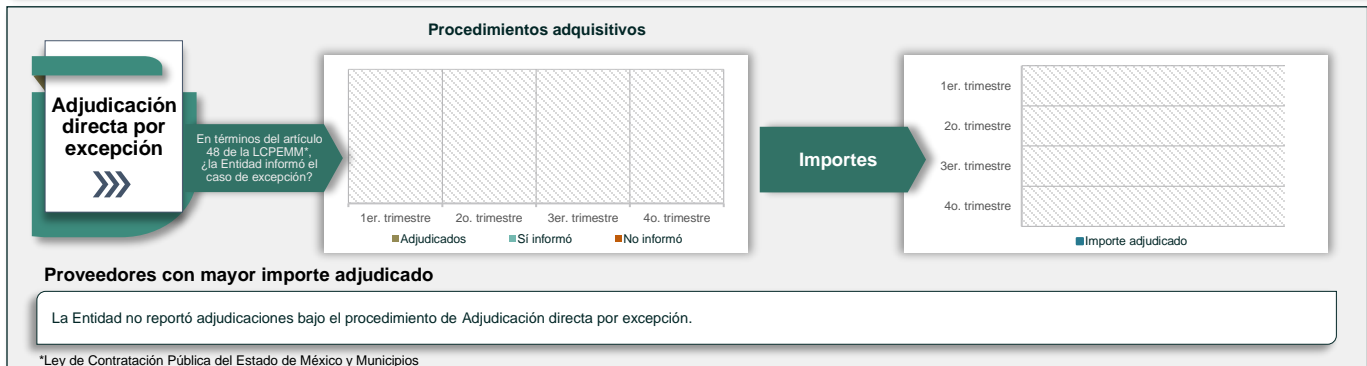 Procedimientos adquisitivos
Adjudicación
directa por
excepción
En términos del artículo
48 de la LCPEMM*,
¿la Entidad informó el
caso de excepción?
1er. trimestre 2o. trimestre 3er. trimestre 4o. trimestre
Adjudicados Sí informó No informó
Importes
1er. trimestre
2o. trimestre
3er. trimestre
4o. trimestre
Importe adjudicado
Proveedores con mayor importe adjudicado
La Entidad no reportó adjudicaciones bajo el procedimiento de Adjudicación directa por excepción.
*Ley de Contratación Pública del Estado de México y Municipios